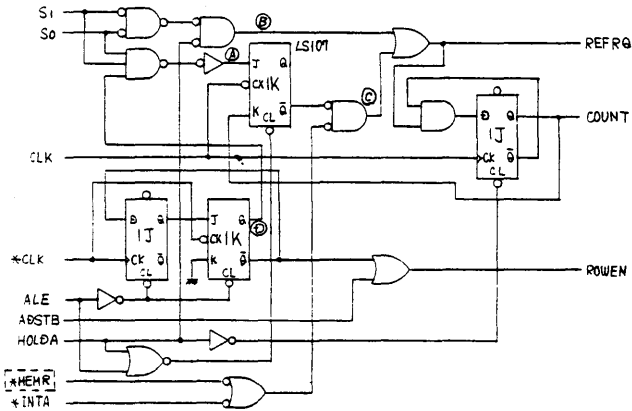 S1
S0
B
A
LS109
REFRQ
J Q
CK 1K
K Q̅
CL
C
D Q
1J
CK Q̅
CL
COUNT
CLK
D Q
1J
CK Q̅
CL
J Q
CK 1K
K Q̅
CL
D
*CLK
ROWEN
ALE
ADSTB
HOLDA
*MEMR
*INTA